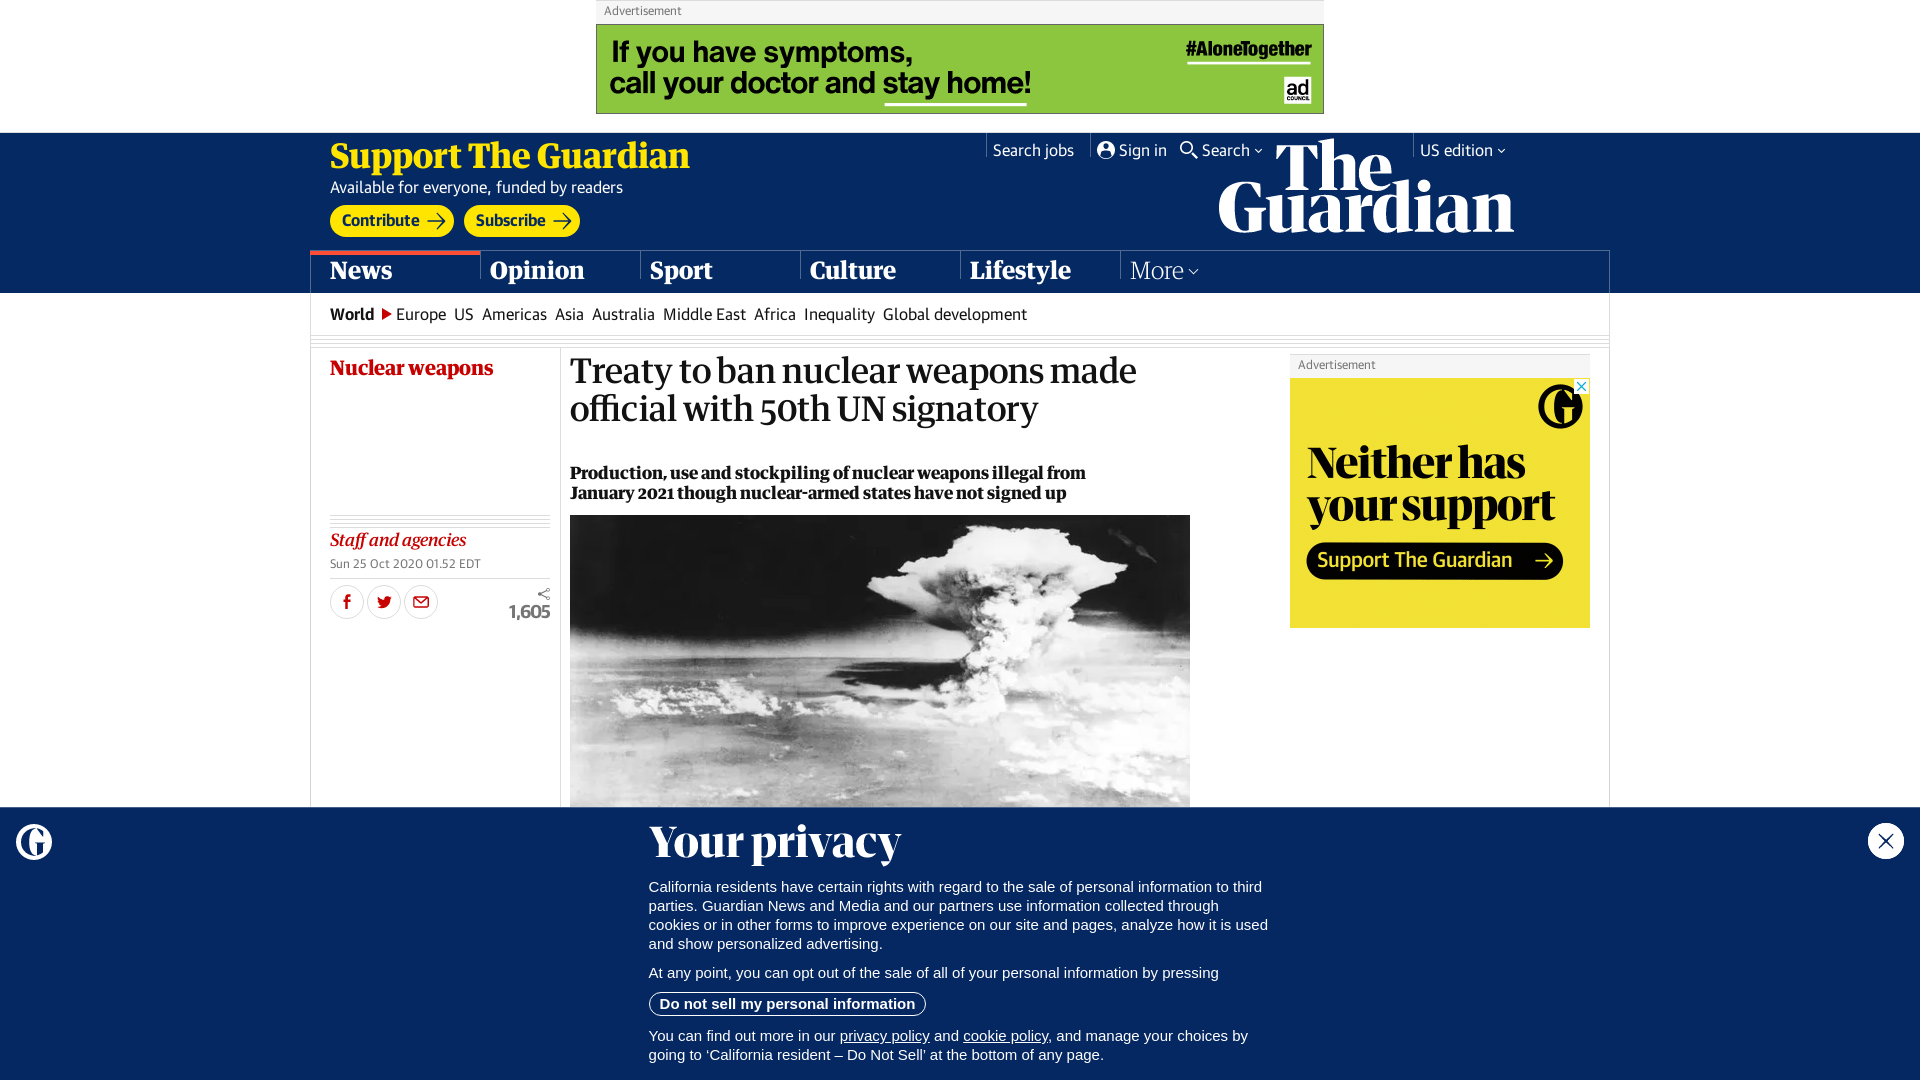 Advertisement
If you have symptoms,
call your doctor and stay home!
#AloneTogether
ad
COUNCIL
Support The Guardian
Available for everyone, funded by readers
Contribute
Subscribe
Search jobs
Sign in
Search
US edition
The
Guardian
News
Opinion
Sport
Culture
Lifestyle
More
World
Europe
US
Americas
Asia
Australia
Middle East
Africa
Inequality
Global development
Nuclear weapons
Treaty to ban nuclear weapons made
official with 50th UN signatory
Production, use and stockpiling of nuclear weapons illegal from
January 2021 though nuclear-armed states have not signed up
Staff and agencies
Sun 25 Oct 2020 01.52 EDT
1,605
Advertisement
G
Neither has
your support
Support The Guardian
G
Your privacy
California residents have certain rights with regard to the sale of personal information to third
parties. Guardian News and Media and our partners use information collected through
cookies or in other forms to improve experience on our site and pages, analyze how it is used
and show personalized advertising.
At any point, you can opt out of the sale of all of your personal information by pressing
Do not sell my personal information
You can find out more in our privacy policy and cookie policy, and manage your choices by
going to ‘California resident – Do Not Sell’ at the bottom of any page.